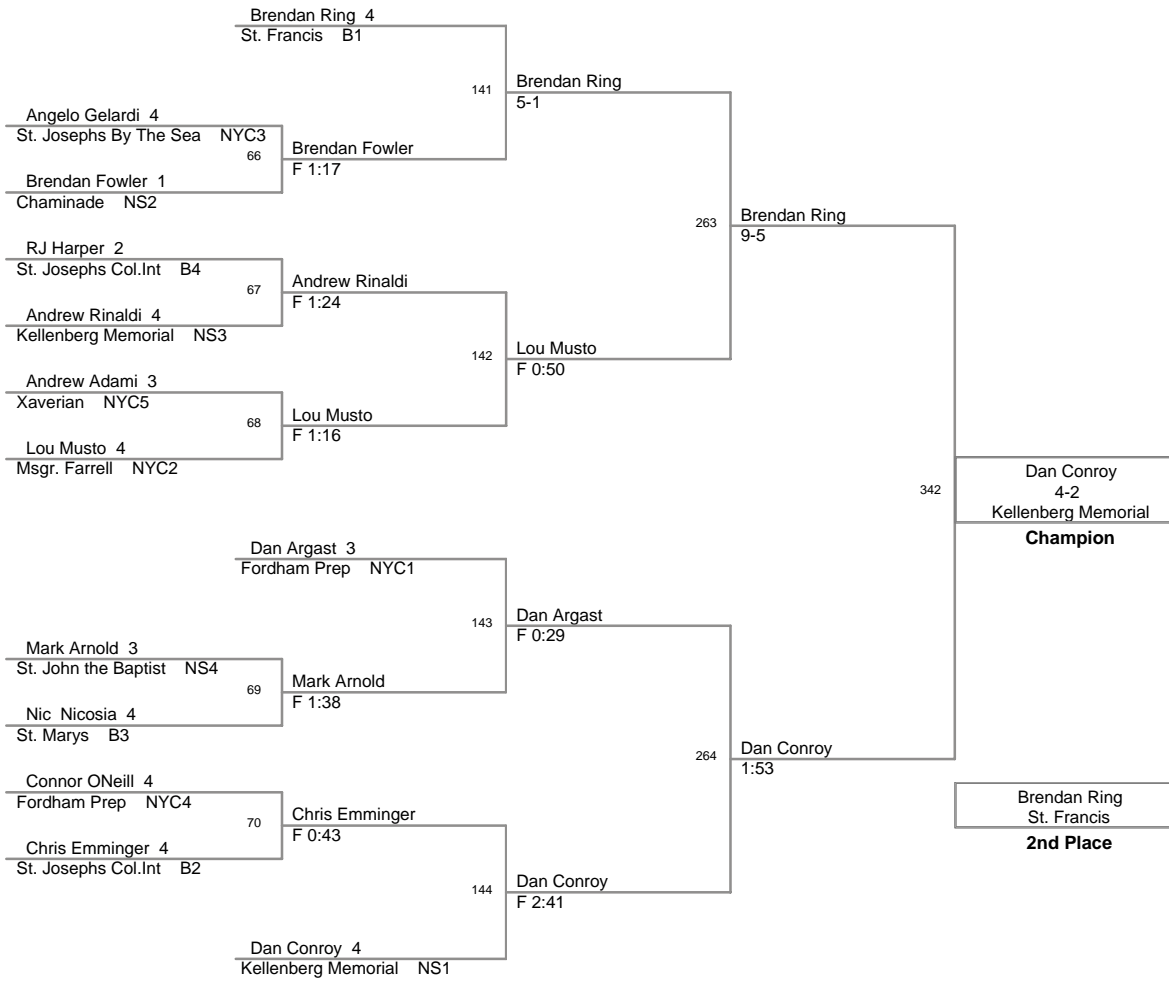 Brendan Ring 4
St. Francis B1
141
Brendan Ring
5-1
Angelo Gelardi 4
St. Josephs By The Sea NYC3
66
Brendan Fowler
F 1:17
Brendan Fowler 1
Chaminade NS2
263
Brendan Ring
9-5
RJ Harper 2
St. Josephs Col.Int B4
67
Andrew Rinaldi
F 1:24
Andrew Rinaldi 4
Kellenberg Memorial NS3
142
Lou Musto
F 0:50
Andrew Adami 3
Xaverian NYC5
68
Lou Musto
F 1:16
Lou Musto 4
Msgr. Farrell NYC2
342
Dan Conroy
4-2
Kellenberg Memorial
Champion
Dan Argast 3
Fordham Prep NYC1
143
Dan Argast
F 0:29
Mark Arnold 3
St. John the Baptist NS4
69
Mark Arnold
F 1:38
Nic Nicosia 4
St. Marys B3
264
Dan Conroy
1:53
Connor ONeill 4
Fordham Prep NYC4
70
Chris Emminger
F 0:43
Chris Emminger 4
St. Josephs Col.Int B2
144
Dan Conroy
F 2:41
Dan Conroy 4
Kellenberg Memorial NS1
Brendan Ring
St. Francis
2nd Place